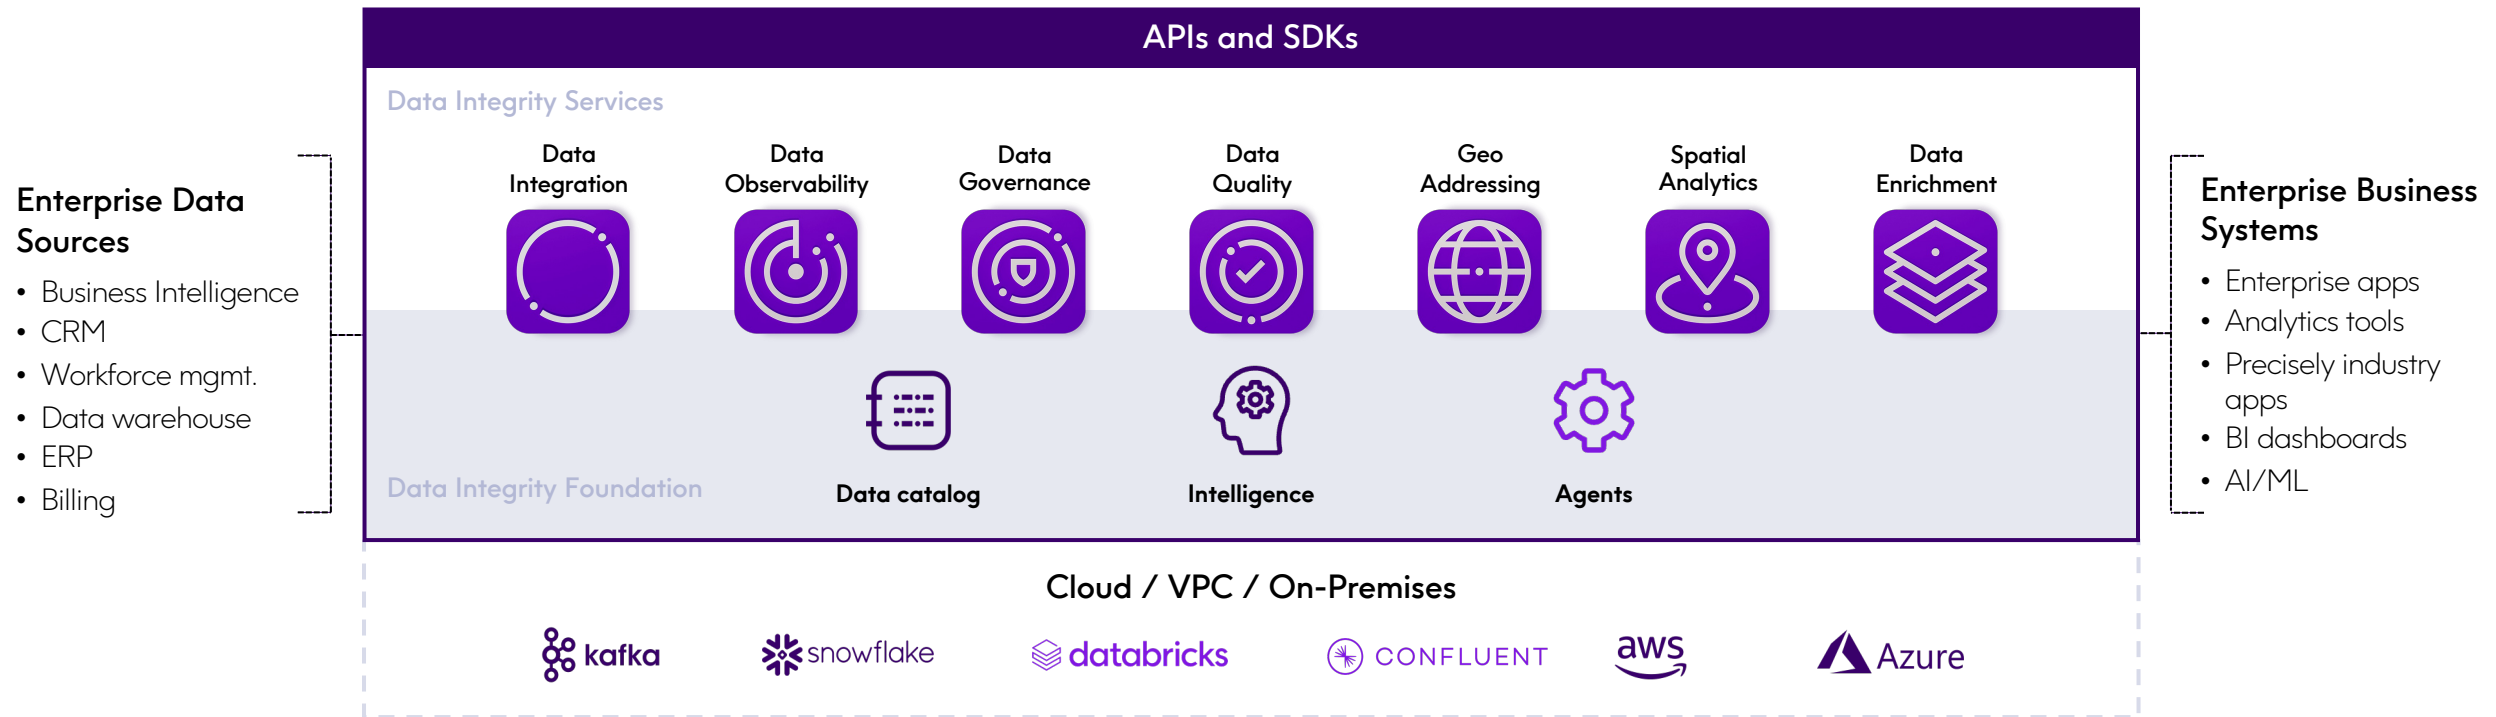 APIs and SDKs
Data Integrity Services
Data
Integration
Data
Observability
Data
Governance
Data
Quality
Geo
Addressing
Spatial
Analytics
Data
Enrichment
Enterprise Data
Sources
• Business Intelligence
• CRM
• Workforce mgmt.
• Data warehouse
• ERP
• Billing
Enterprise Business
Systems
• Enterprise apps
• Analytics tools
• Precisely industry
apps
• BI dashboards
• AI/ML
Data Integrity Foundation
Data catalog
Intelligence
Agents
Cloud / VPC / On-Premises
kafka
snowflake
databricks
CONFLUENT
aws
Azure